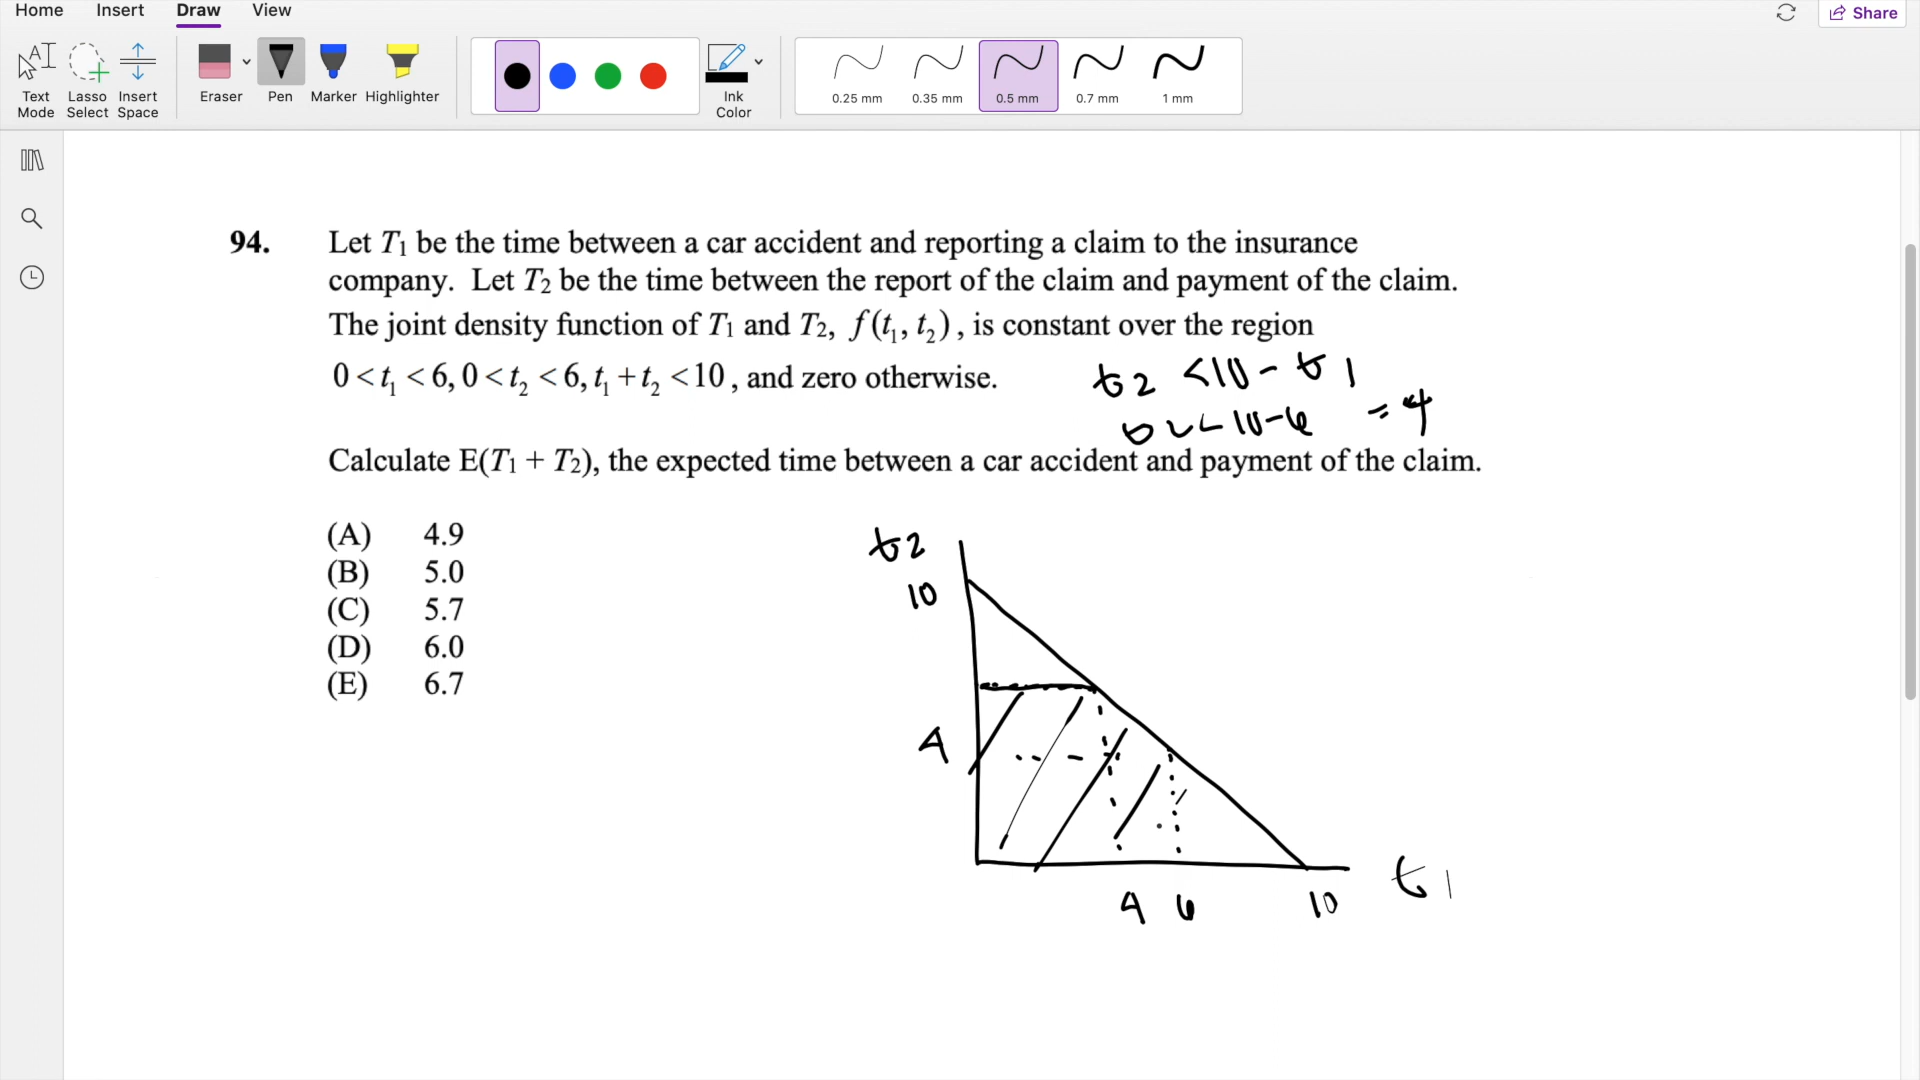 Home Insert Draw View
Share
Text Mode
Lasso Select
Insert Space
Eraser
Pen
Marker
Highlighter
Ink Color
0.25 mm
0.35 mm
0.5 mm
0.7 mm
1 mm
94. Let T₁ be the time between a car accident and reporting a claim to the insurance
company. Let T₂ be the time between the report of the claim and payment of the claim.
The joint density function of T₁ and T₂, f(t₁, t₂), is constant over the region
0 < t₁ < 6, 0 < t₂ < 6, t₁ + t₂ < 10, and zero otherwise.
t2 < 10 - t1
t2 < 10-6 = 4
Calculate E(T₁ + T₂), the expected time between a car accident and payment of the claim.
(A) 4.9
(B) 5.0
(C) 5.7
(D) 6.0
(E) 6.7
t2
10
4
4 6 10 t1